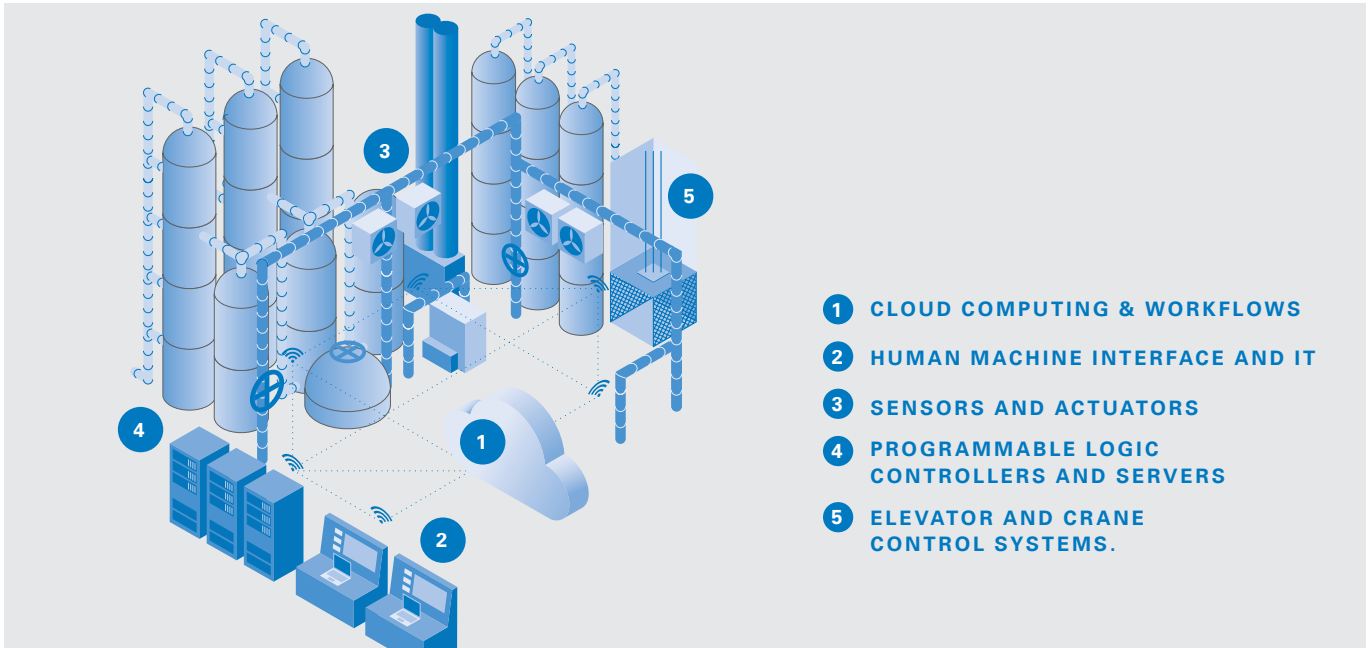 3
5
4
1
2
1 CLOUD COMPUTING & WORKFLOWS
2 HUMAN MACHINE INTERFACE AND IT
3 SENSORS AND ACTUATORS
4 PROGRAMMABLE LOGIC
CONTROLLERS AND SERVERS
5 ELEVATOR AND CRANE
CONTROL SYSTEMS.